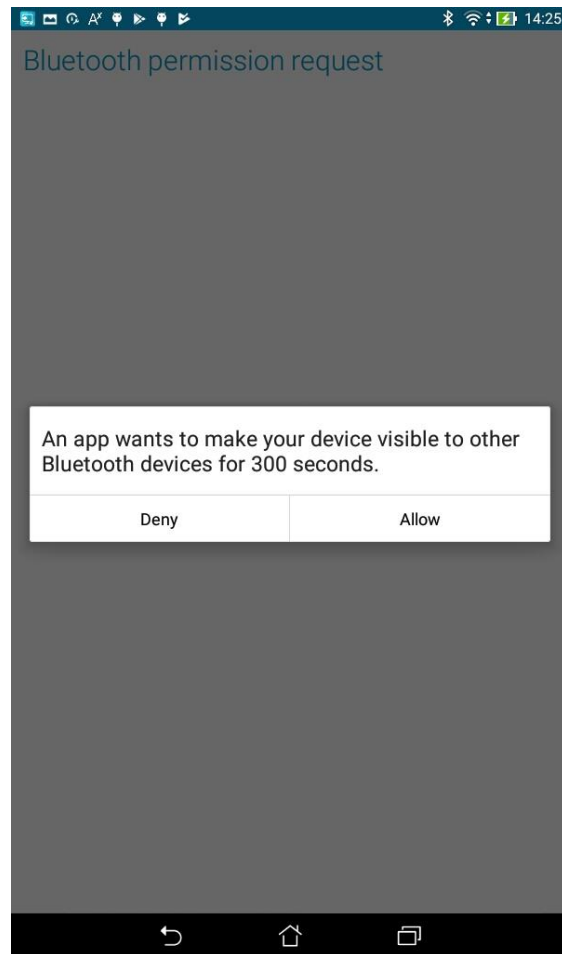 14:25
Bluetooth permission request
An app wants to make your device visible to other
Bluetooth devices for 300 seconds.
Deny
Allow